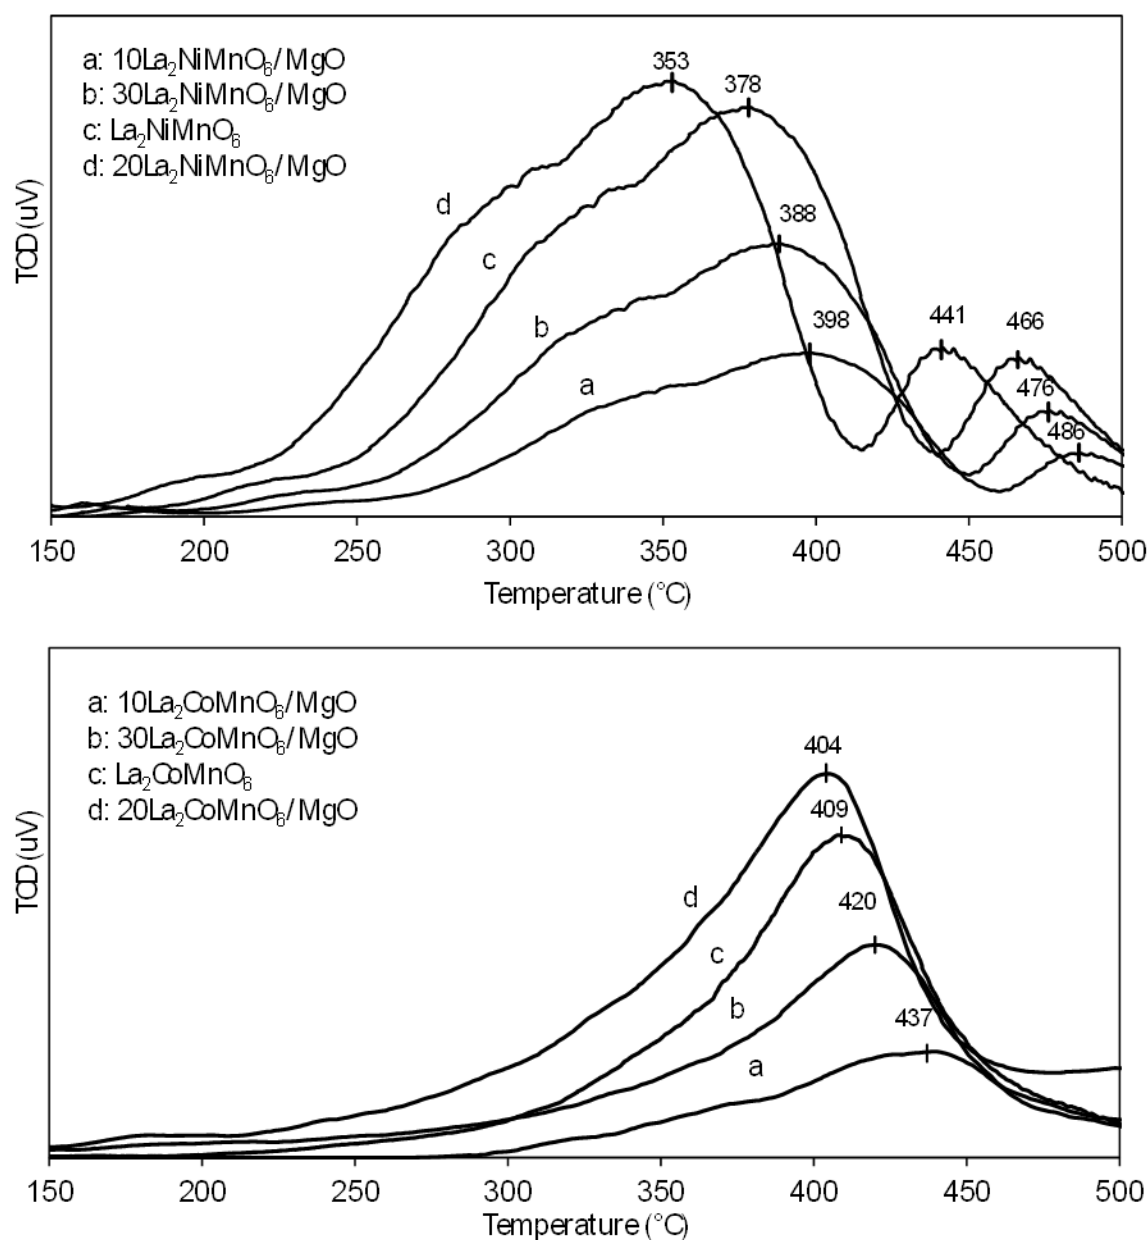 a: 10La₂NiMnO₆/MgO
b: 30La₂NiMnO₆/MgO
c: La₂NiMnO₆
d: 20La₂NiMnO₆/MgO
353
378
d
c
388
b
398
a
441
466
476
486
TCD (uV)
150 200 250 300 350 400 450 500
Temperature (°C)
a: 10La₂CoMnO₆/MgO
b: 30La₂CoMnO₆/MgO
c: La₂CoMnO₆
d: 20La₂CoMnO₆/MgO
404
409
d
420
c
b
437
a
TCD (uV)
150 200 250 300 350 400 450 500
Temperature (°C)